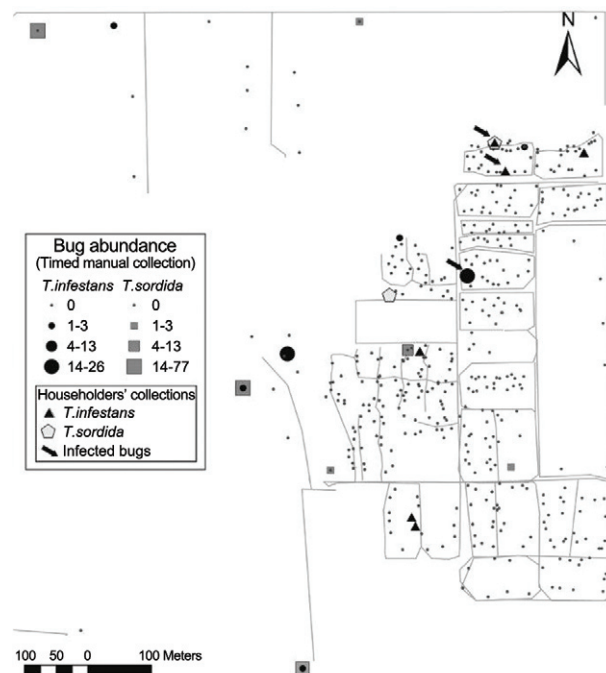 N
Bug abundance
(Timed manual collection)
T.infestans T.sordida
0 0
1-3 1-3
4-13 4-13
14-26 14-77
Householders' collections
T.infestans
T.sordida
Infected bugs
100 50 0 100 Meters